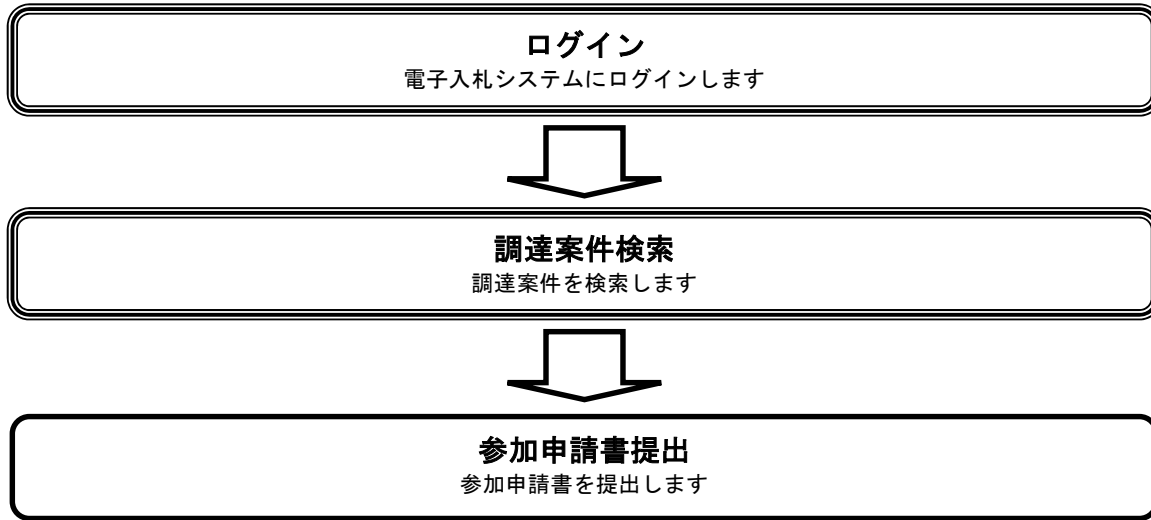 ログイン
電子入札システムにログインします
調達案件検索
調達案件を検索します
参加申請書提出
参加申請書を提出します